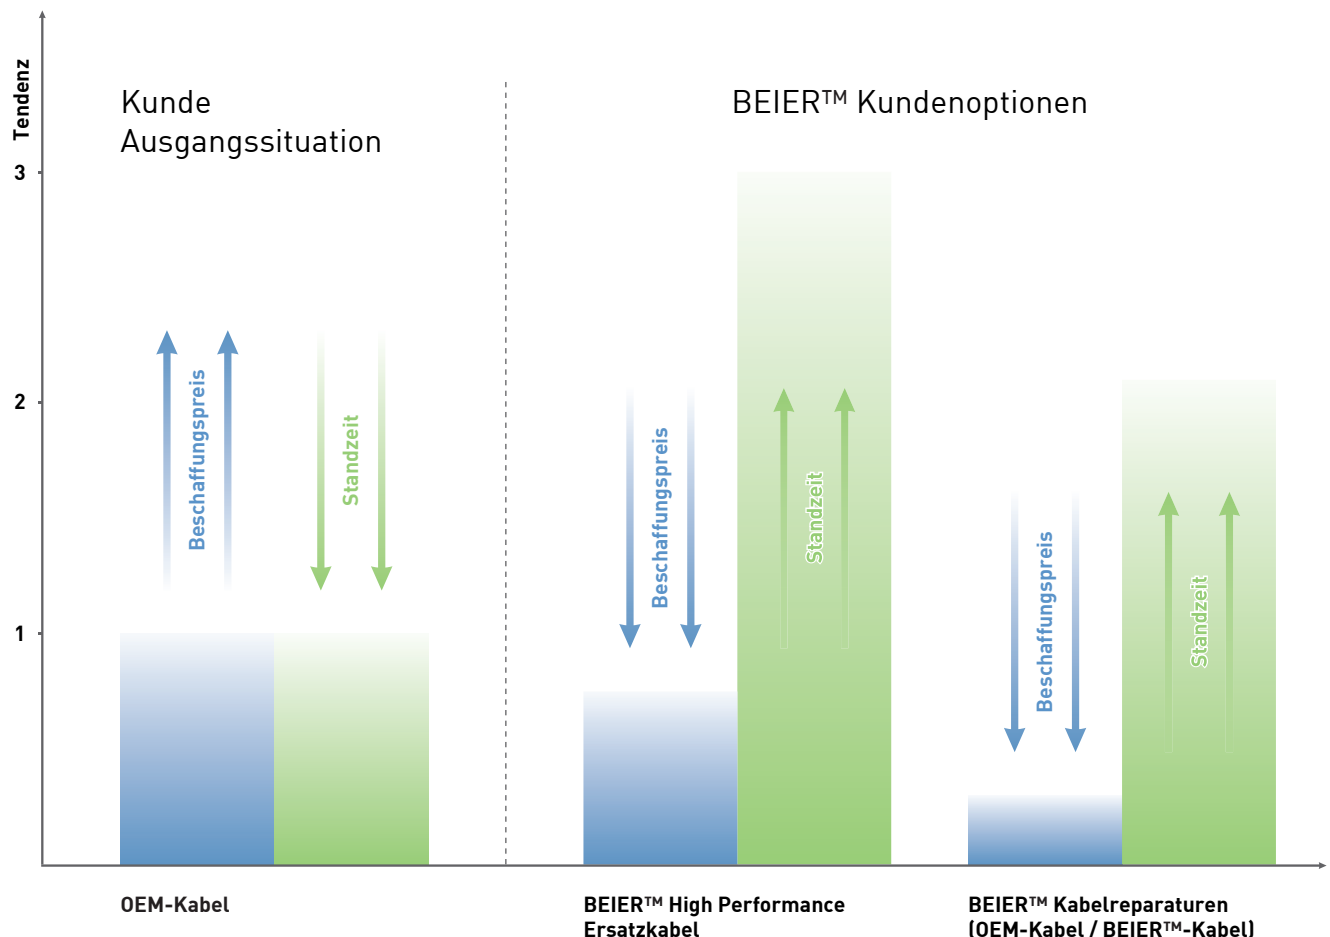 Tendenz
3
2
1
Kunde
Ausgangssituation
BEIER™ Kundenoptionen
Beschaffungspreis
Standzeit
Beschaffungspreis
Standzeit
Beschaffungspreis
Standzeit
OEM-Kabel
BEIER™ High Performance
Ersatzkabel
BEIER™ Kabelreparaturen
(OEM-Kabel / BEIER™-Kabel)